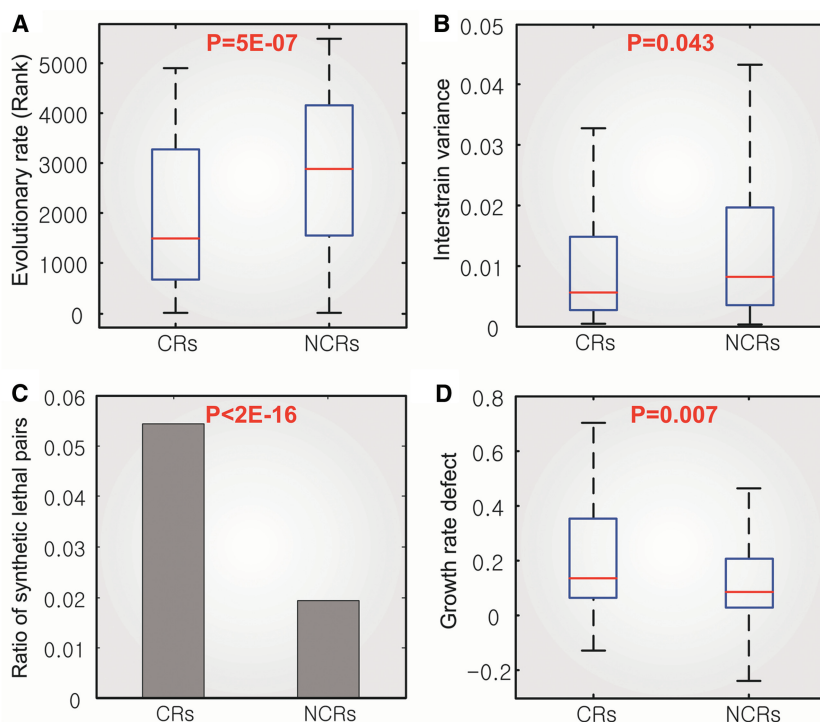 A
P=5E-07
Evolutionary rate (Rank)
5000
4000
3000
2000
1000
0
CRs
NCRs
B
P=0.043
Interstrain variance
0.05
0.04
0.03
0.02
0.01
0
CRs
NCRs
C
P<2E-16
Ratio of synthetic lethal pairs
0.06
0.05
0.04
0.03
0.02
0.01
0
CRs
NCRs
D
P=0.007
Growth rate defect
0.8
0.6
0.4
0.2
0
−0.2
CRs
NCRs